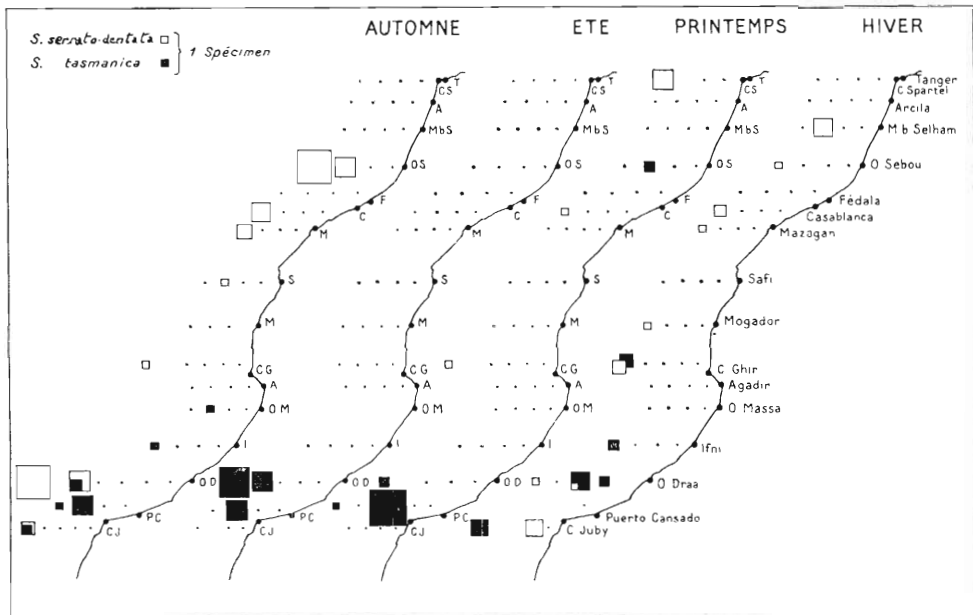 AUTOMNE ETE PRINTEMPS HIVER
S. serrato-dentata
S. tasmanica
1 Spécimen
T T T Tanger
CS CS CS C Spartel
A A A Arcila
MbS MbS MbS M b Selham
OS OS OS O Sebou
F F F Fédala
C C C Casablanca
M M M Mazagan
S S S Safi
M M M Mogador
CG CG CG C Ghir
A A A Agadir
OM OM OM O Massa
I I I Ifni
OD OD OD O Draa
PC PC PC Puerto Cansado
CJ CJ CJ C Juby